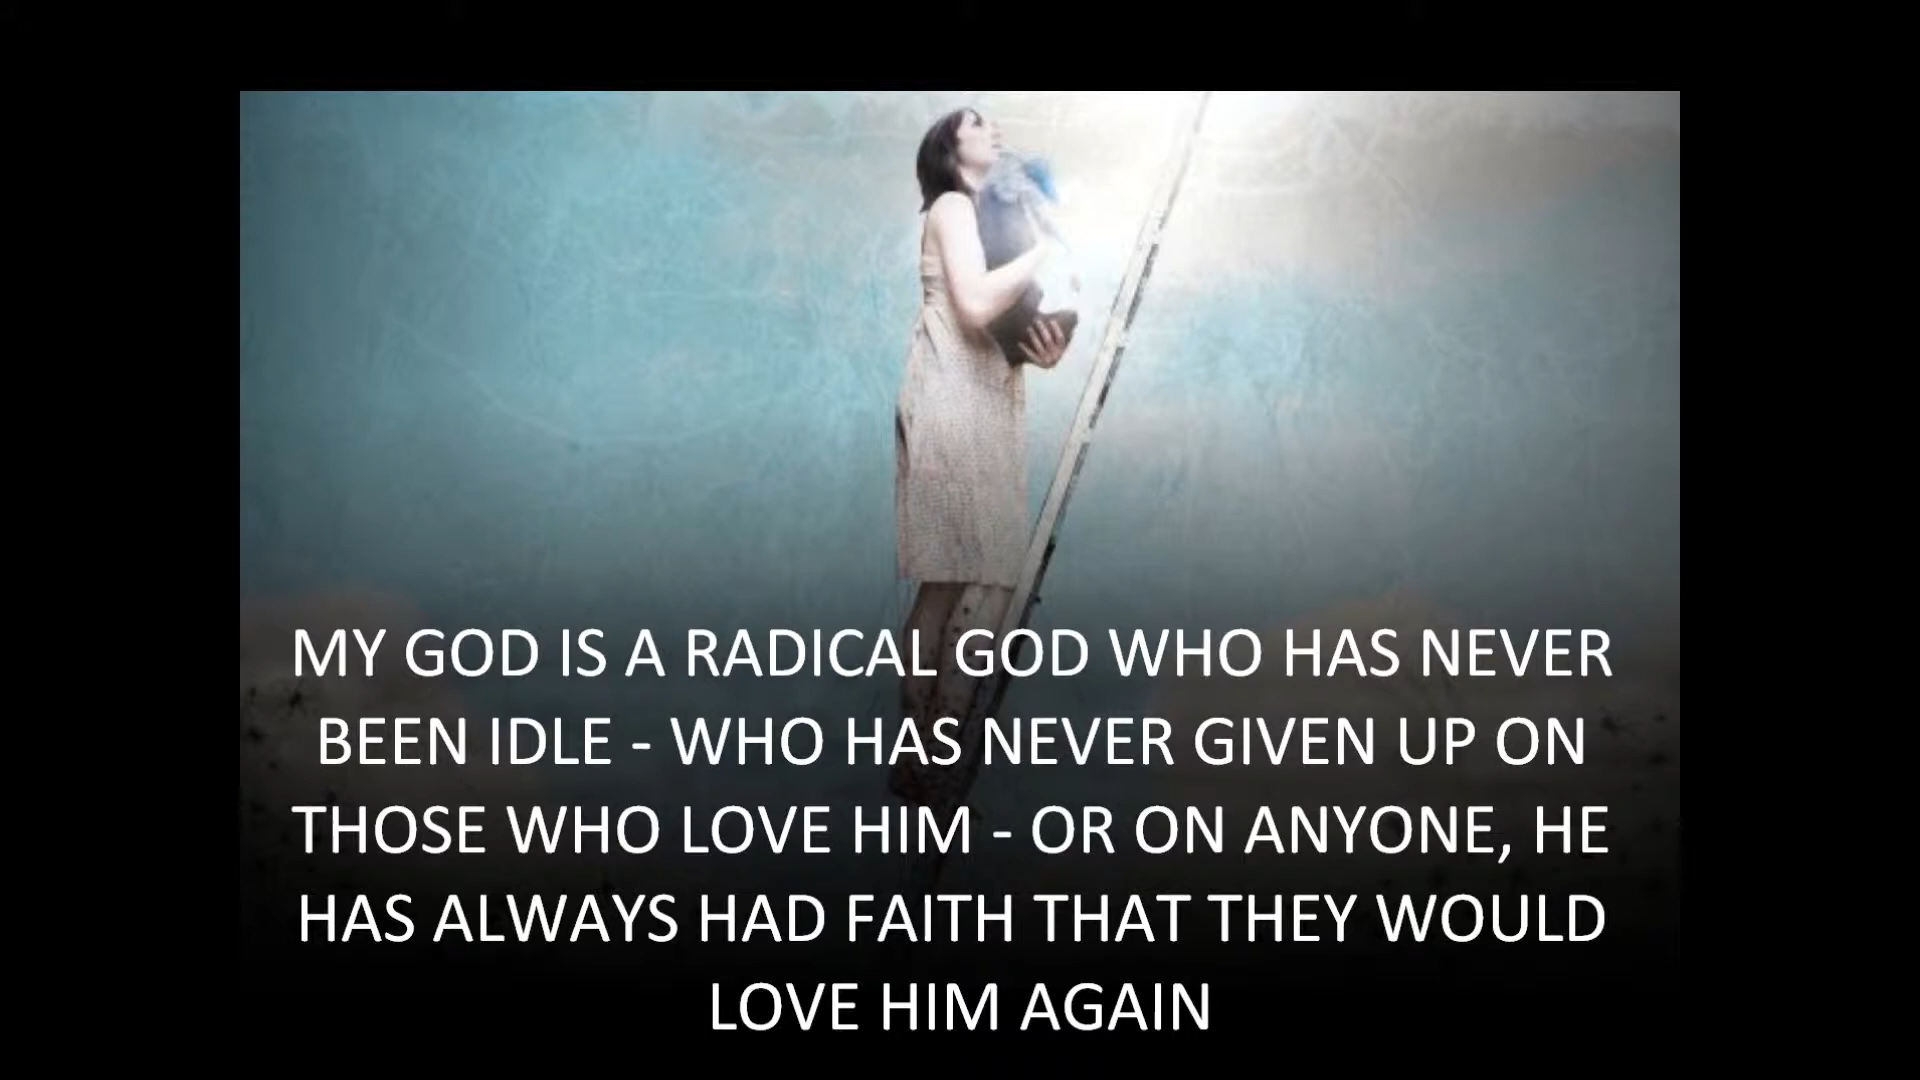 MY GOD IS A RADICAL GOD WHO HAS NEVER
BEEN IDLE - WHO HAS NEVER GIVEN UP ON
THOSE WHO LOVE HIM - OR ON ANYONE, HE
HAS ALWAYS HAD FAITH THAT THEY WOULD
LOVE HIM AGAIN